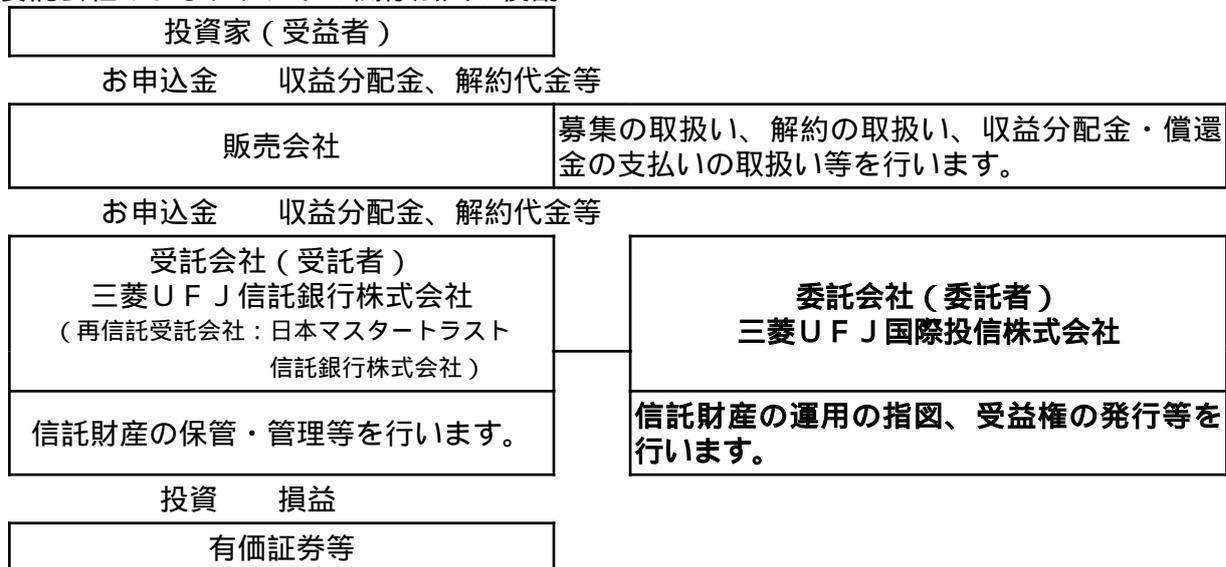 投資家(受益者)
お申込金 収益分配金、解約代金等
販売会社
募集の取扱い、解約の取扱い、収益分配金・償還
金の支払いの取扱い等を行います。
お申込金 収益分配金、解約代金等
受託会社(受託者)
三菱UFJ信託銀行株式会社
(再信託受託会社:日本マスタートラスト
信託銀行株式会社)
委託会社(委託者)
三菱UFJ国際投信株式会社
信託財産の保管・管理等を行います。
信託財産の運用の指図、受益権の発行等を
行います。
投資 損益
有価証券等